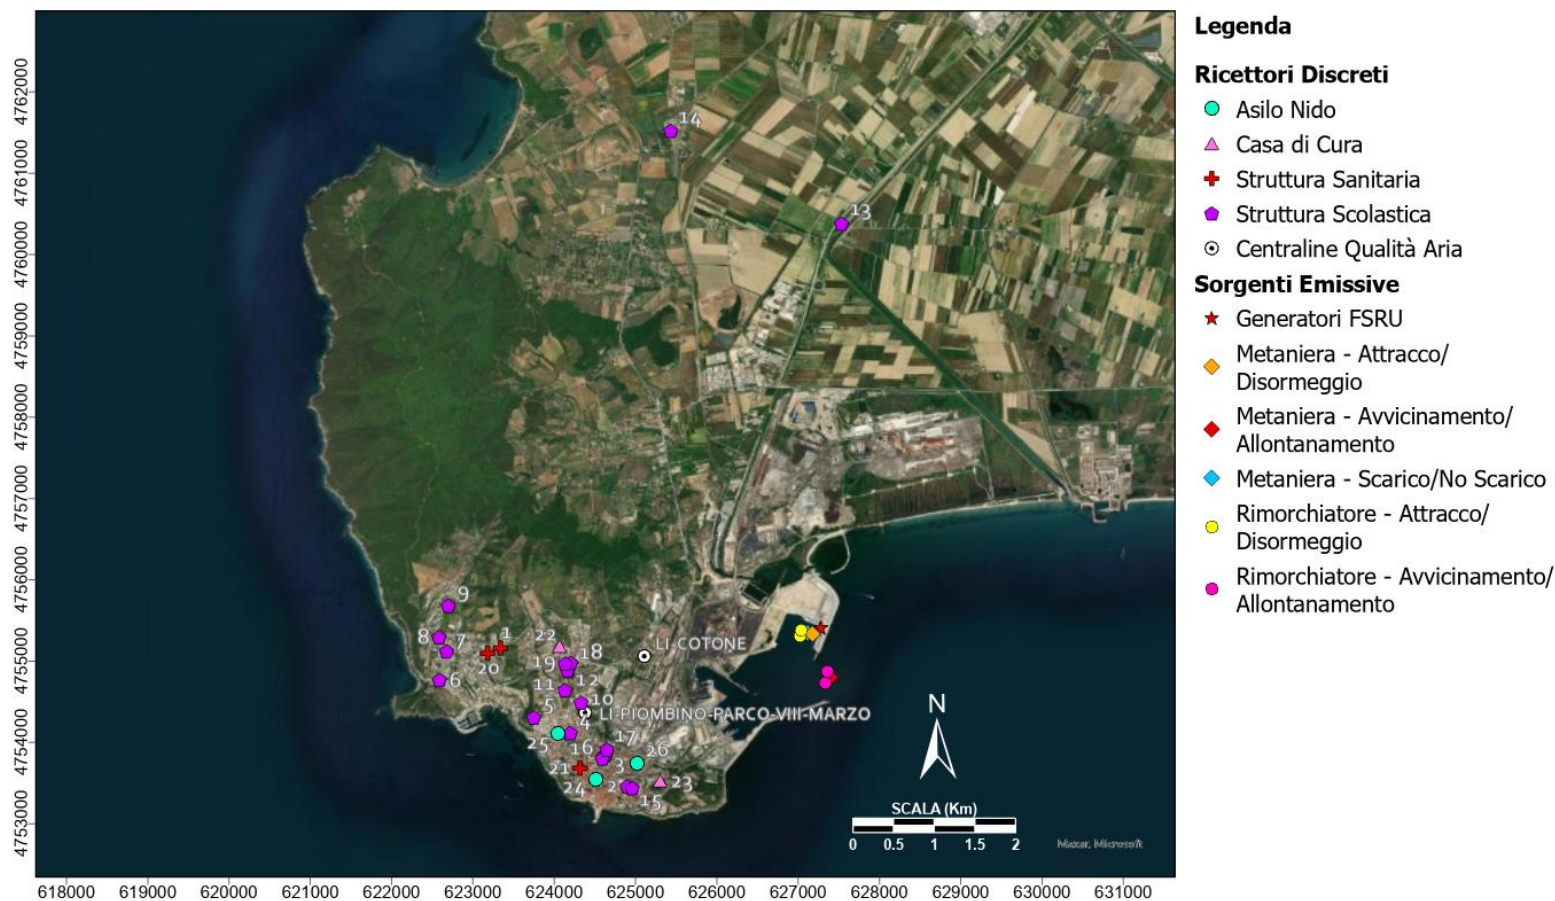 Legenda
Ricettori Discreti
Asilo Nido
Casa di Cura
Struttura Sanitaria
Struttura Scolastica
Centraline Qualità Aria
Sorgenti Emissive
Generatori FSRU
Metaniera - Attracco/
Disormeggio
Metaniera - Avvicinamento/
Allontanamento
Metaniera - Scarico/No Scarico
Rimorchiatore - Attracco/
Disormeggio
Rimorchiatore - Avvicinamento/
Allontanamento
4762000
4761000
4760000
4759000
4758000
4757000
4756000
4755000
4754000
4753000
14
13
9
8
7
1
22
18
20
19
6
12
11
10
5
4
LI-COTONE
LI-PIOMBINO-PARCO-VIII-MARZO
25
16
17
26
3
21
24
2
23
15
N
SCALA (Km)
0 0.5 1 1.5 2
Maxar, Microsoft
618000 619000 620000 621000 622000 623000 624000 625000 626000 627000 628000 629000 630000 631000